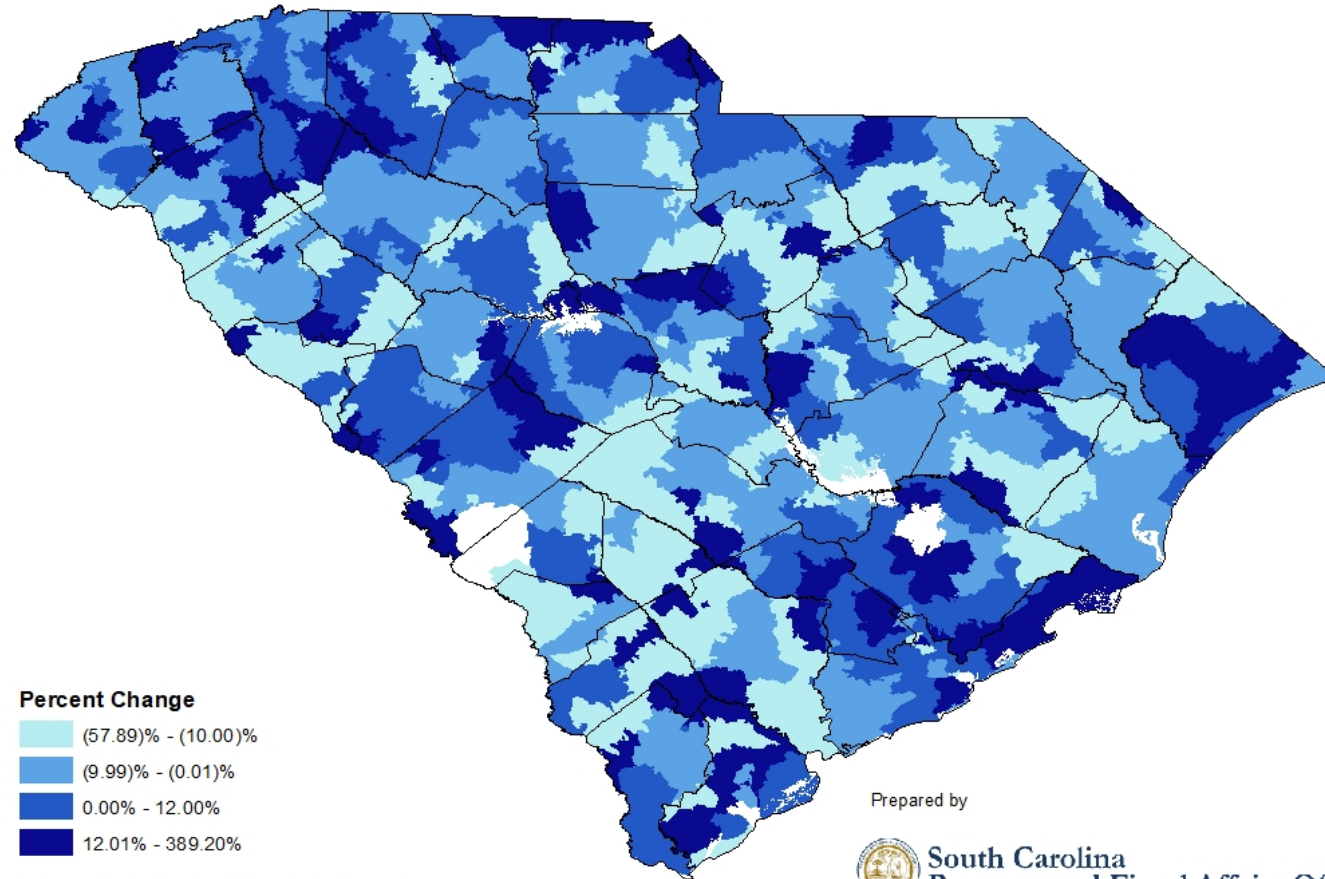 Percent Change
(57.89)% - (10.00)%
(9.99)% - (0.01)%
0.00% - 12.00%
12.01% - 389.20%
Prepared by
South Carolina